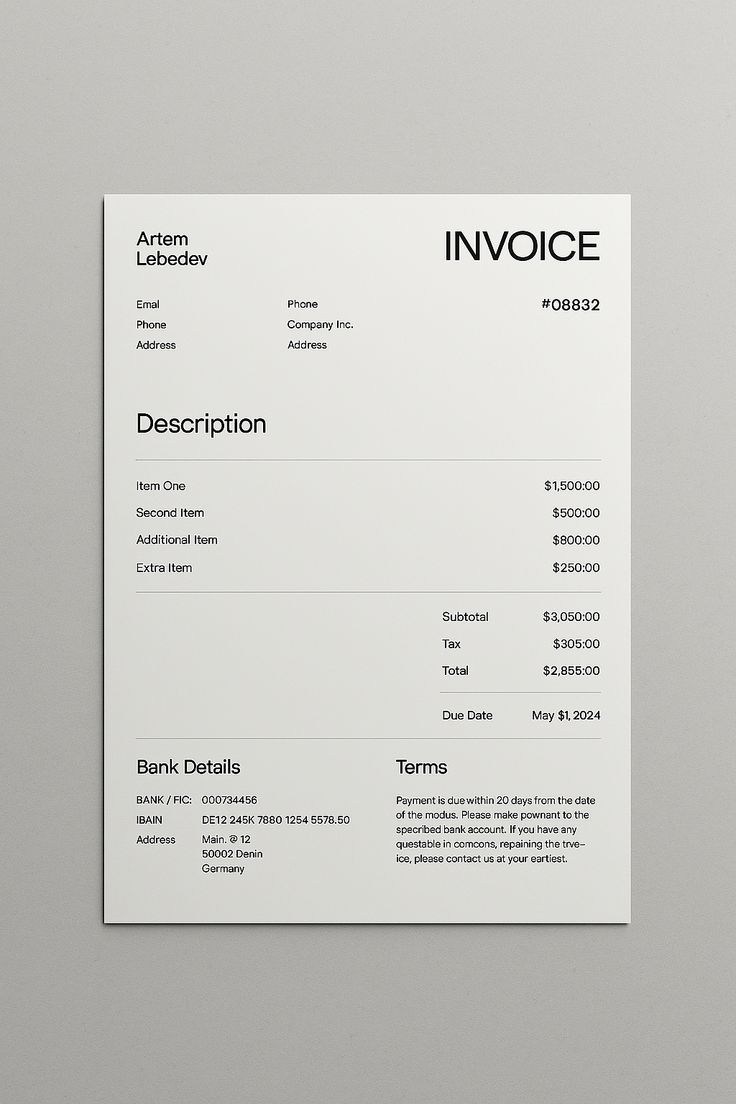 Artem
Lebedev
INVOICE
Emal
Phone
Address
Phone
Company Inc.
Address
#08832
Description
Item One $1,500:00
Second Item $500:00
Additional Item $800:00
Extra Item $250:00
Subtotal $3,050:00
Tax $305:00
Total $2,855:00
Due Date May $1, 2024
Bank Details
BANK / FIC: 000734456
IBAIN DE12 245K 7880 1254 5578.50
Address Main. @ 12
50002 Denin
Germany
Terms
Payment is due within 20 days from the date
of the modus. Please make pownant to the
specribed bank account. If you have any
questable in comcons, repaining the trve–
ice, please contact us at your eartiest.